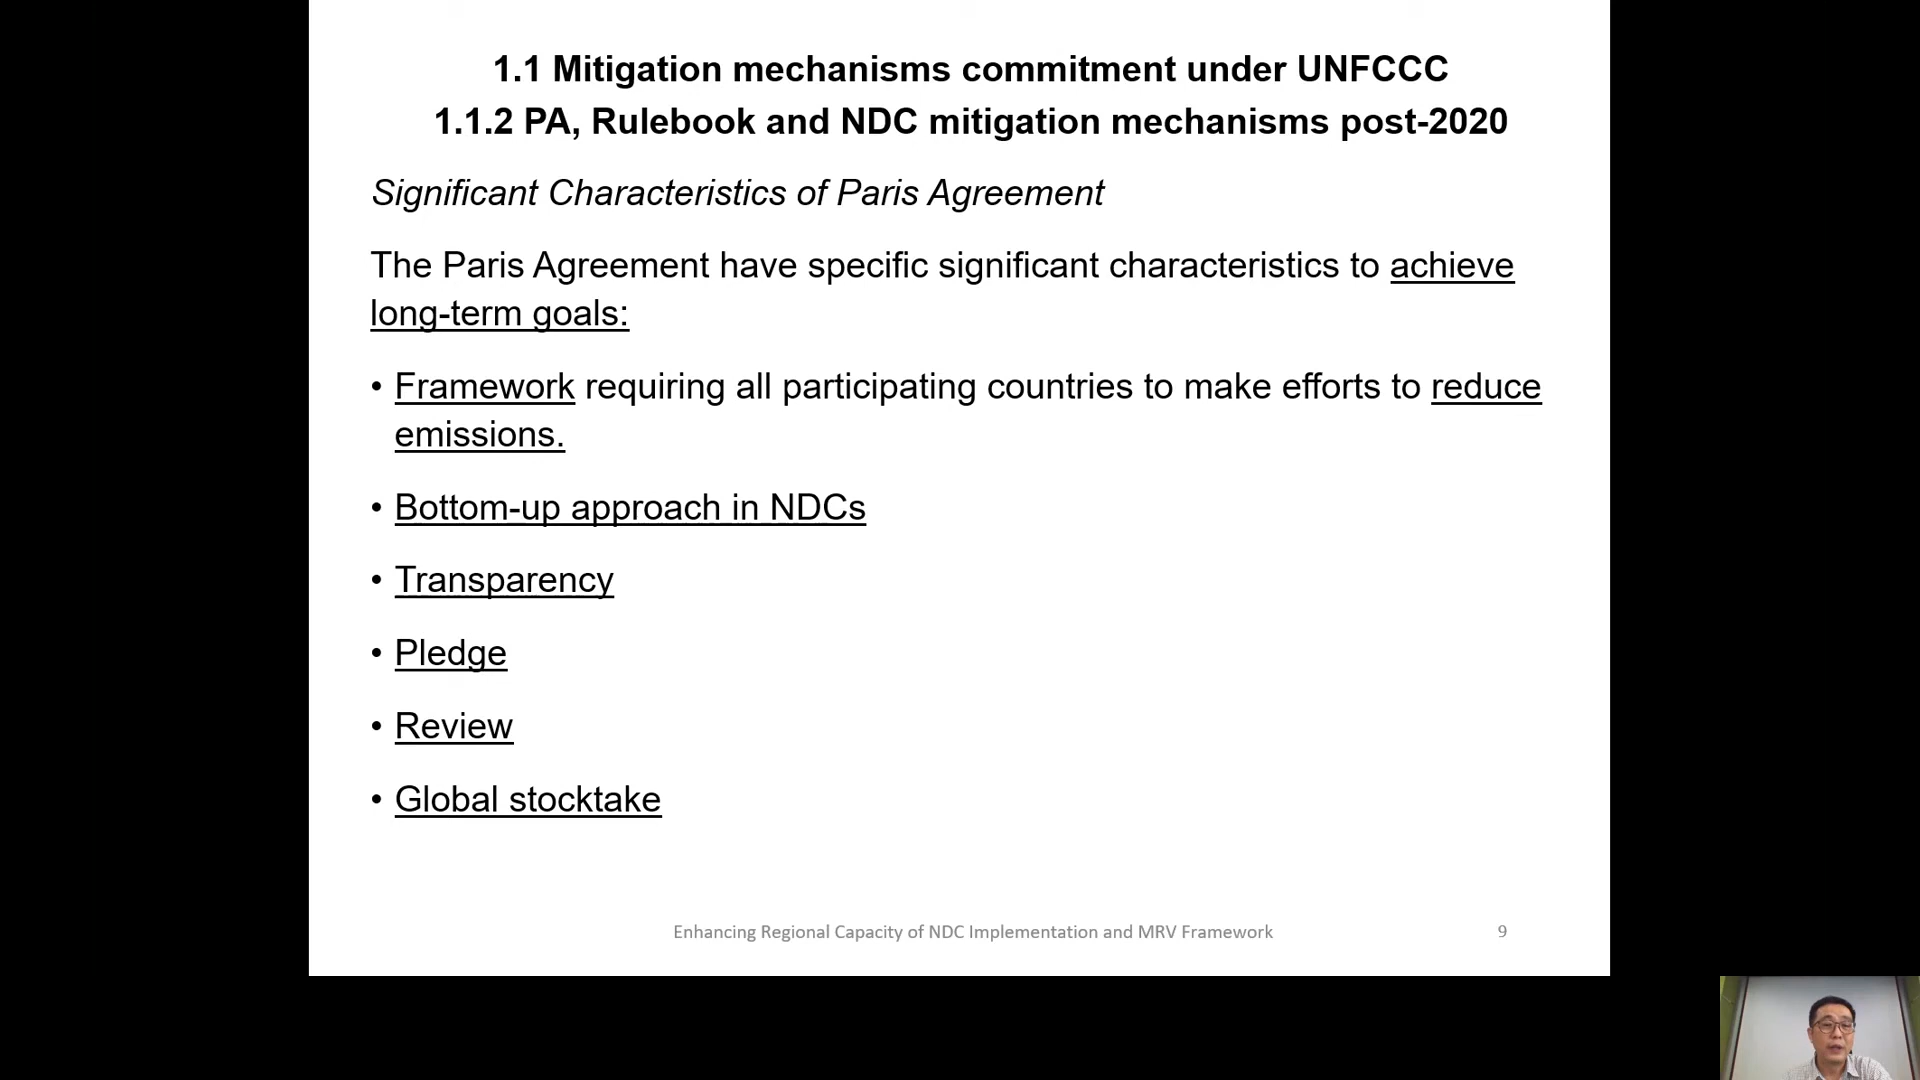 1.1 Mitigation mechanisms commitment under UNFCCC
1.1.2 PA, Rulebook and NDC mitigation mechanisms post-2020
Significant Characteristics of Paris Agreement
The Paris Agreement have specific significant characteristics to achieve
long-term goals:
• Framework requiring all participating countries to make efforts to reduce
emissions.
• Bottom-up approach in NDCs
• Transparency
• Pledge
• Review
• Global stocktake
Enhancing Regional Capacity of NDC Implementation and MRV Framework
9